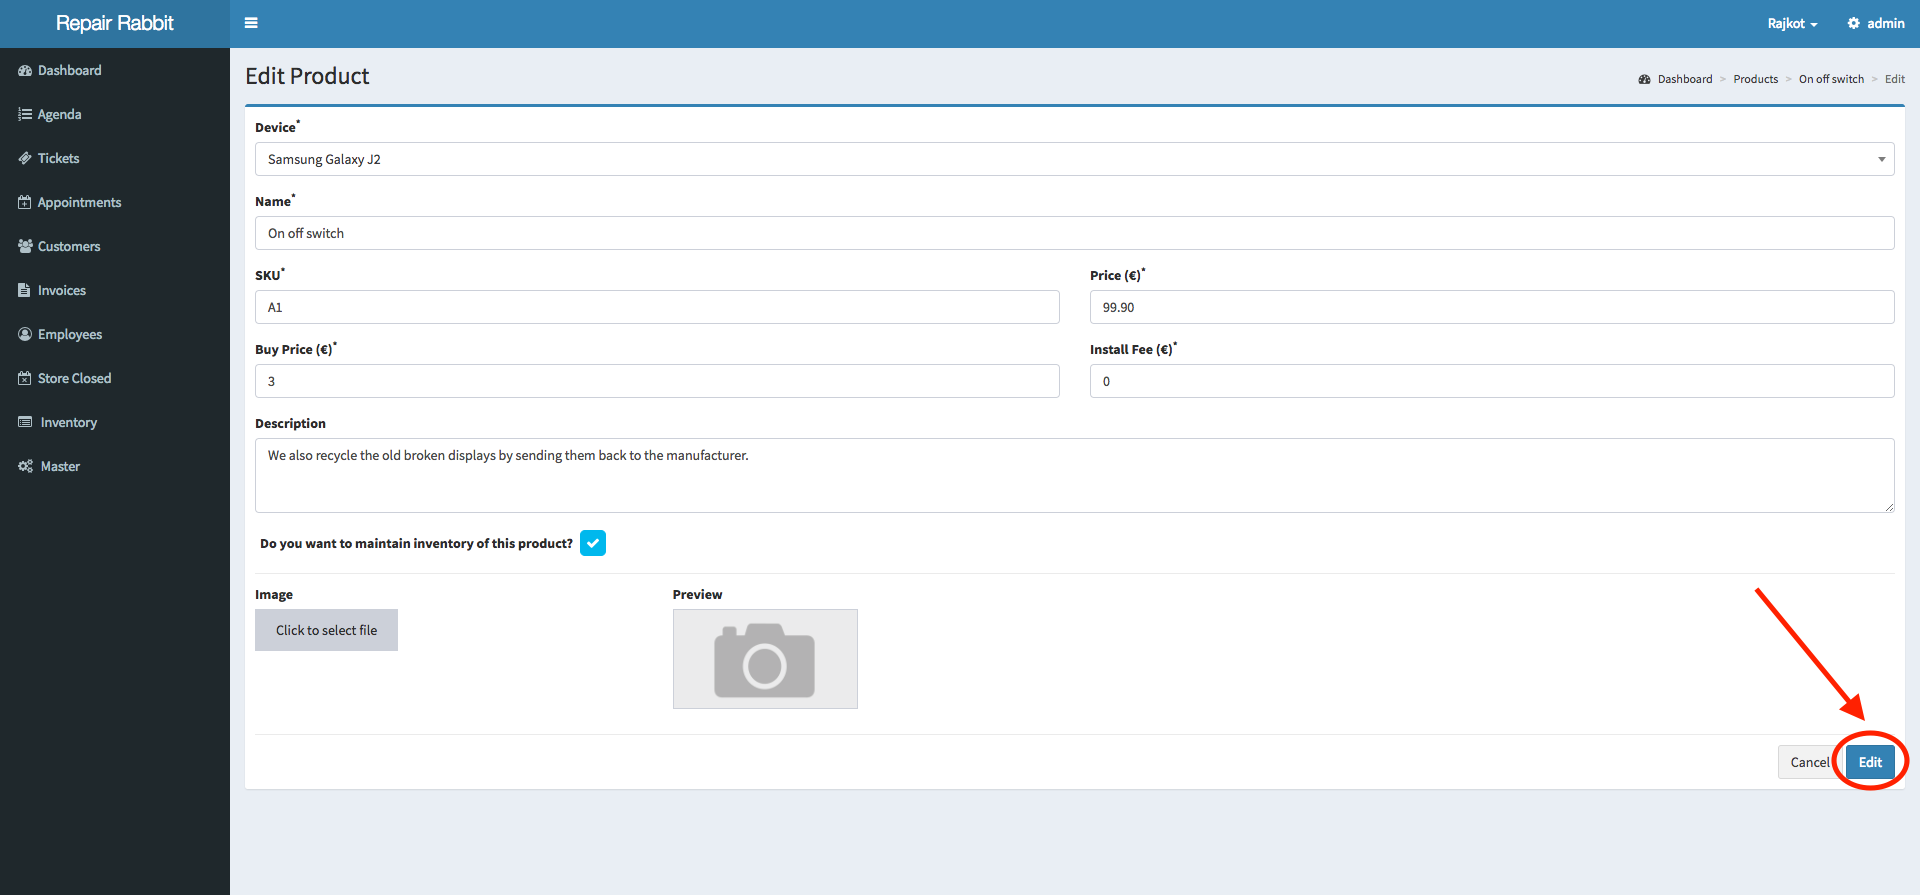 Repair Rabbit
Rajkot
admin
Dashboard
Agenda
Tickets
Appointments
Customers
Invoices
Employees
Store Closed
Inventory
Master
Edit Product
Dashboard > Products > On off switch > Edit
Device*
Samsung Galaxy J2
Name*
On off switch
SKU*
A1
Price (€)*
99.90
Buy Price (€)*
3
Install Fee (€)*
0
Description
We also recycle the old broken displays by sending them back to the manufacturer.
Do you want to maintain inventory of this product?
Image
Click to select file
Preview
Cancel
Edit